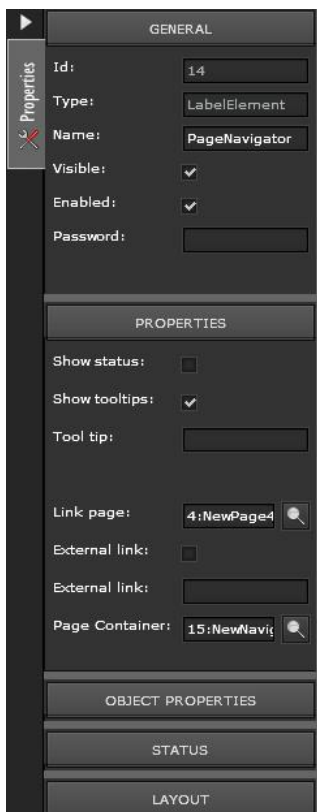 Properties
GENERAL
Id: 14
Type: LabelElement
Name: PageNavigator
Visible:
Enabled:
Password:
PROPERTIES
Show status:
Show tooltips:
Tool tip:
Link page: 4:NewPage4
External link:
External link:
Page Container: 15:NewNavig
OBJECT PROPERTIES
STATUS
LAYOUT